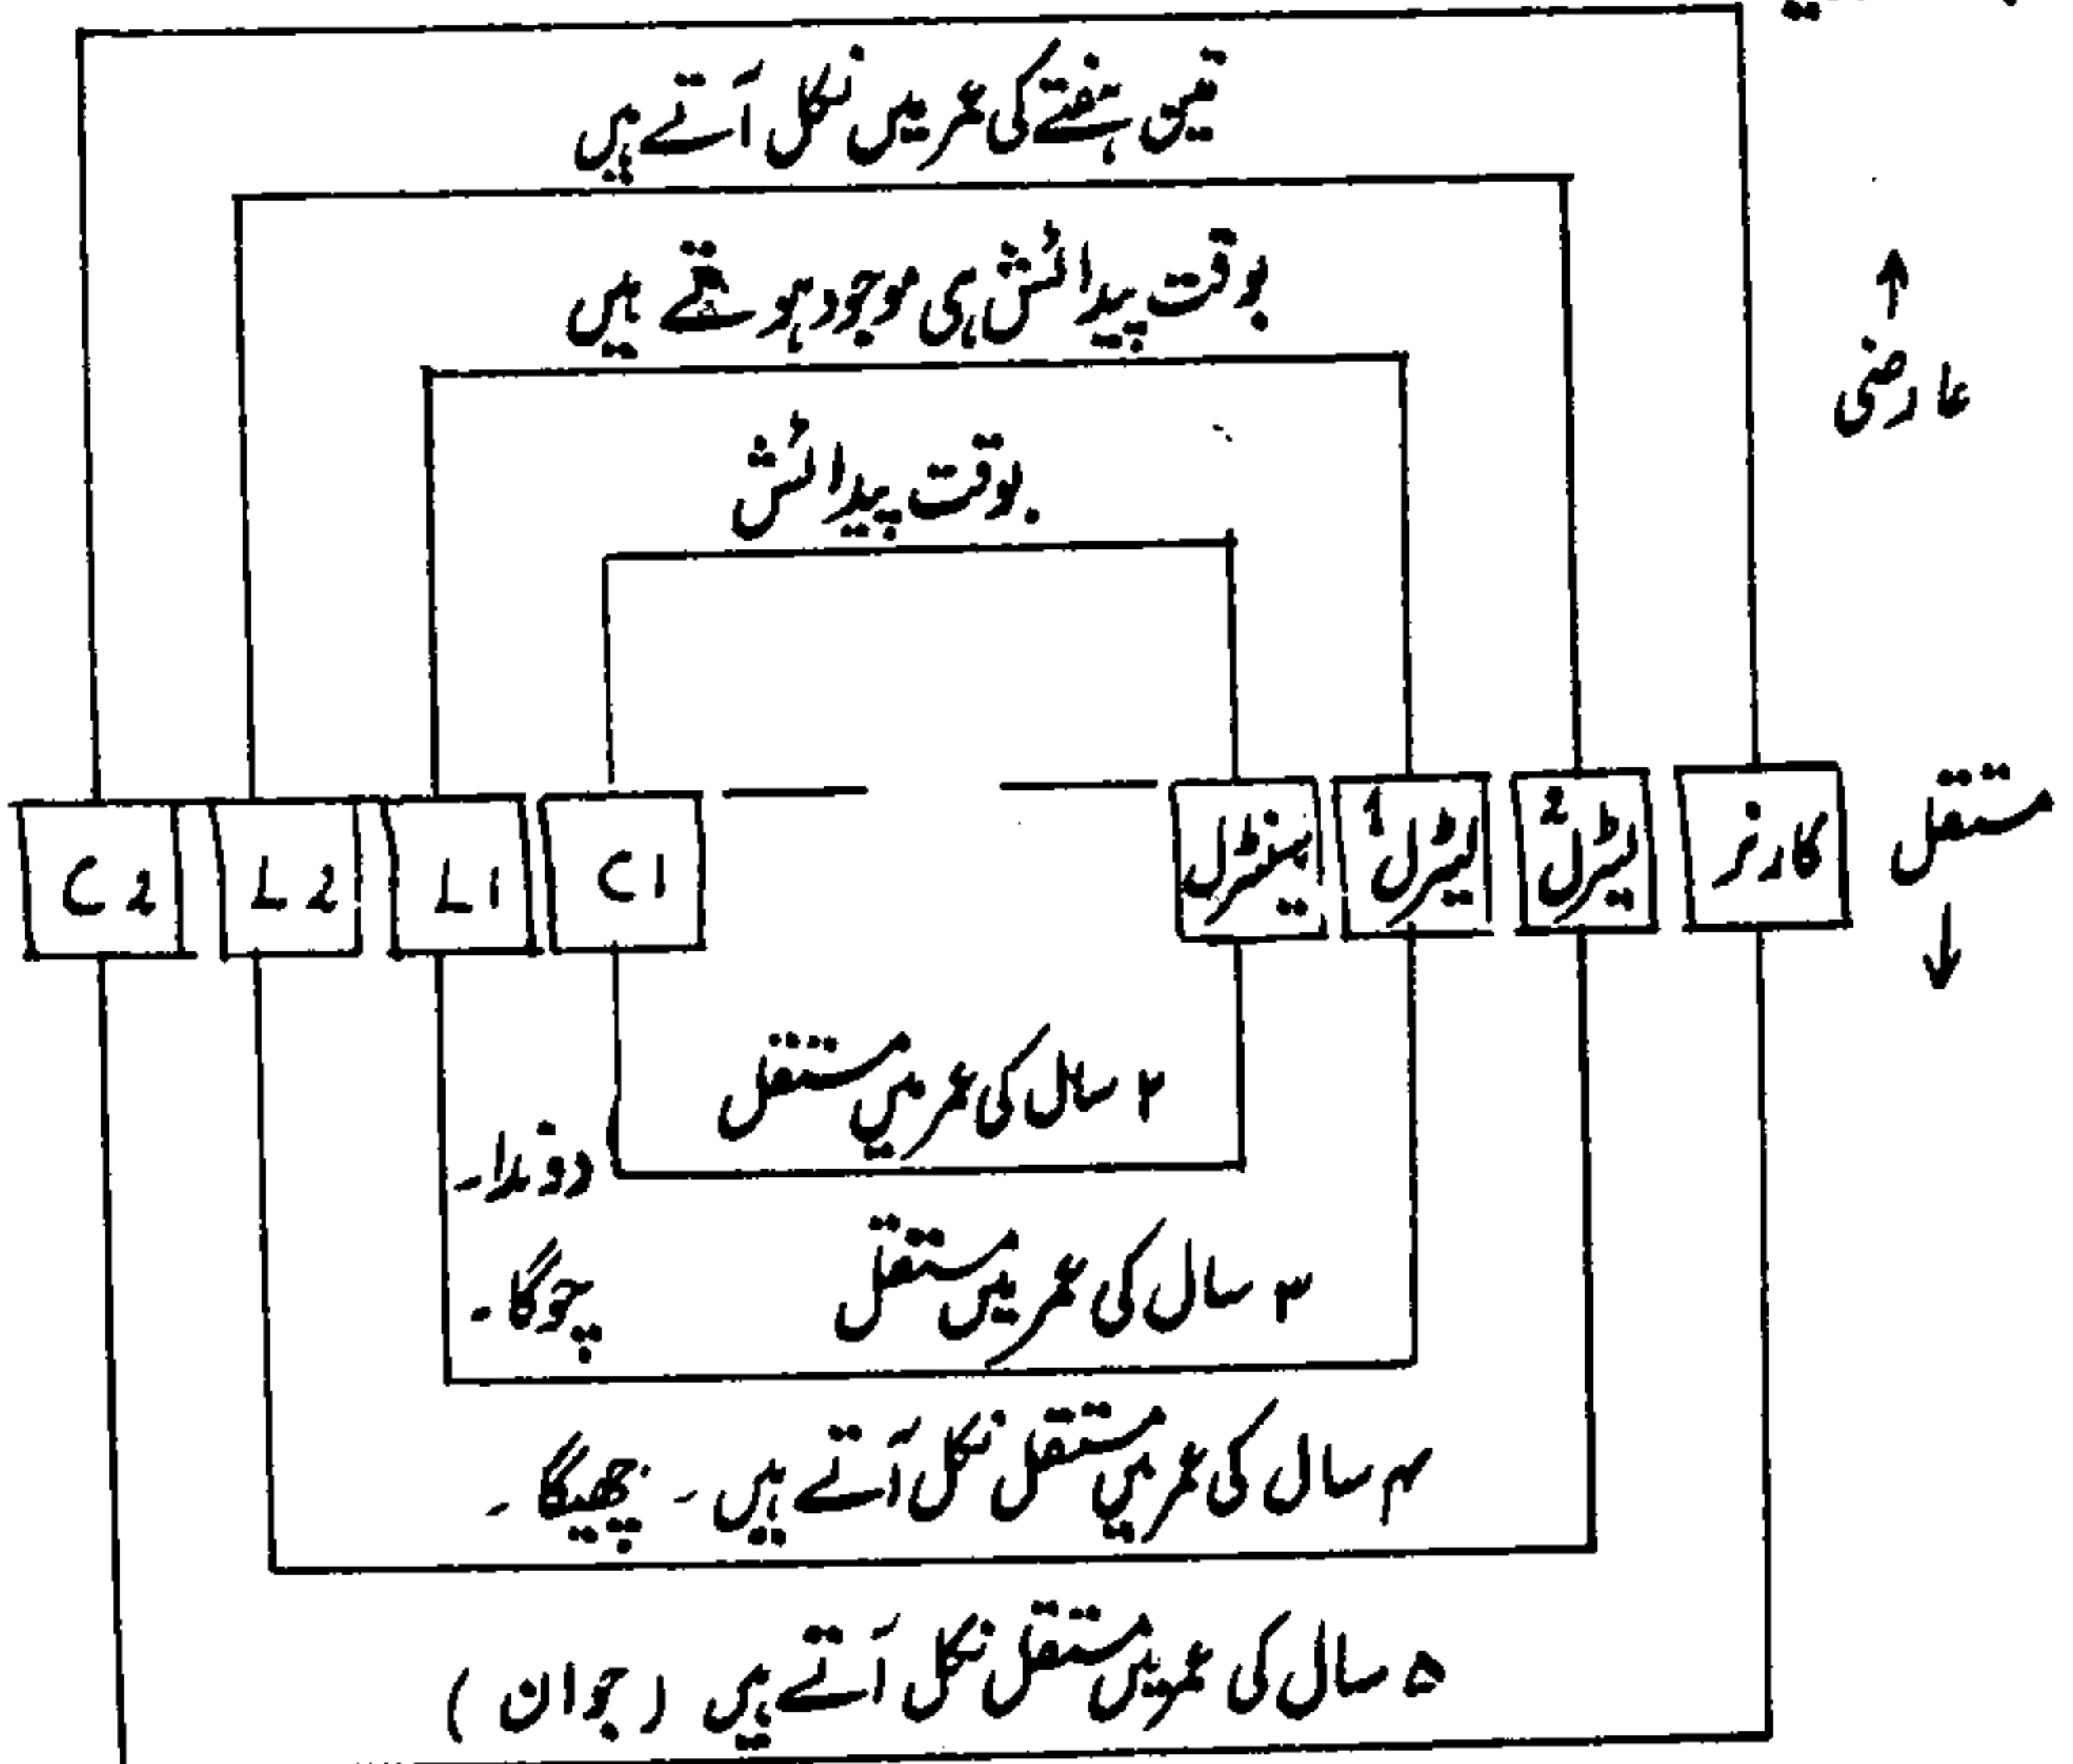 ہفتے کی عمر میں نکل آتے ہیں
بوقت پیدائش ہی موجود ہوتے ہیں
عارضی
بوقت پیدائش
مستقل
کارنر
لیٹرل 2
لیٹرل 1
سینٹرل
C1
L1
L2
C2
۲ سال کی عمر میں مستقل
دوندا۔
۳ سال کی عمر میں مستقل
چوگا۔
۴ سال کی عمر میں مستقل نکل آتے ہیں ۔ چھیگا ۔
۵ سال کی عمر میں مستقل نکل آتے ہیں (جوان)